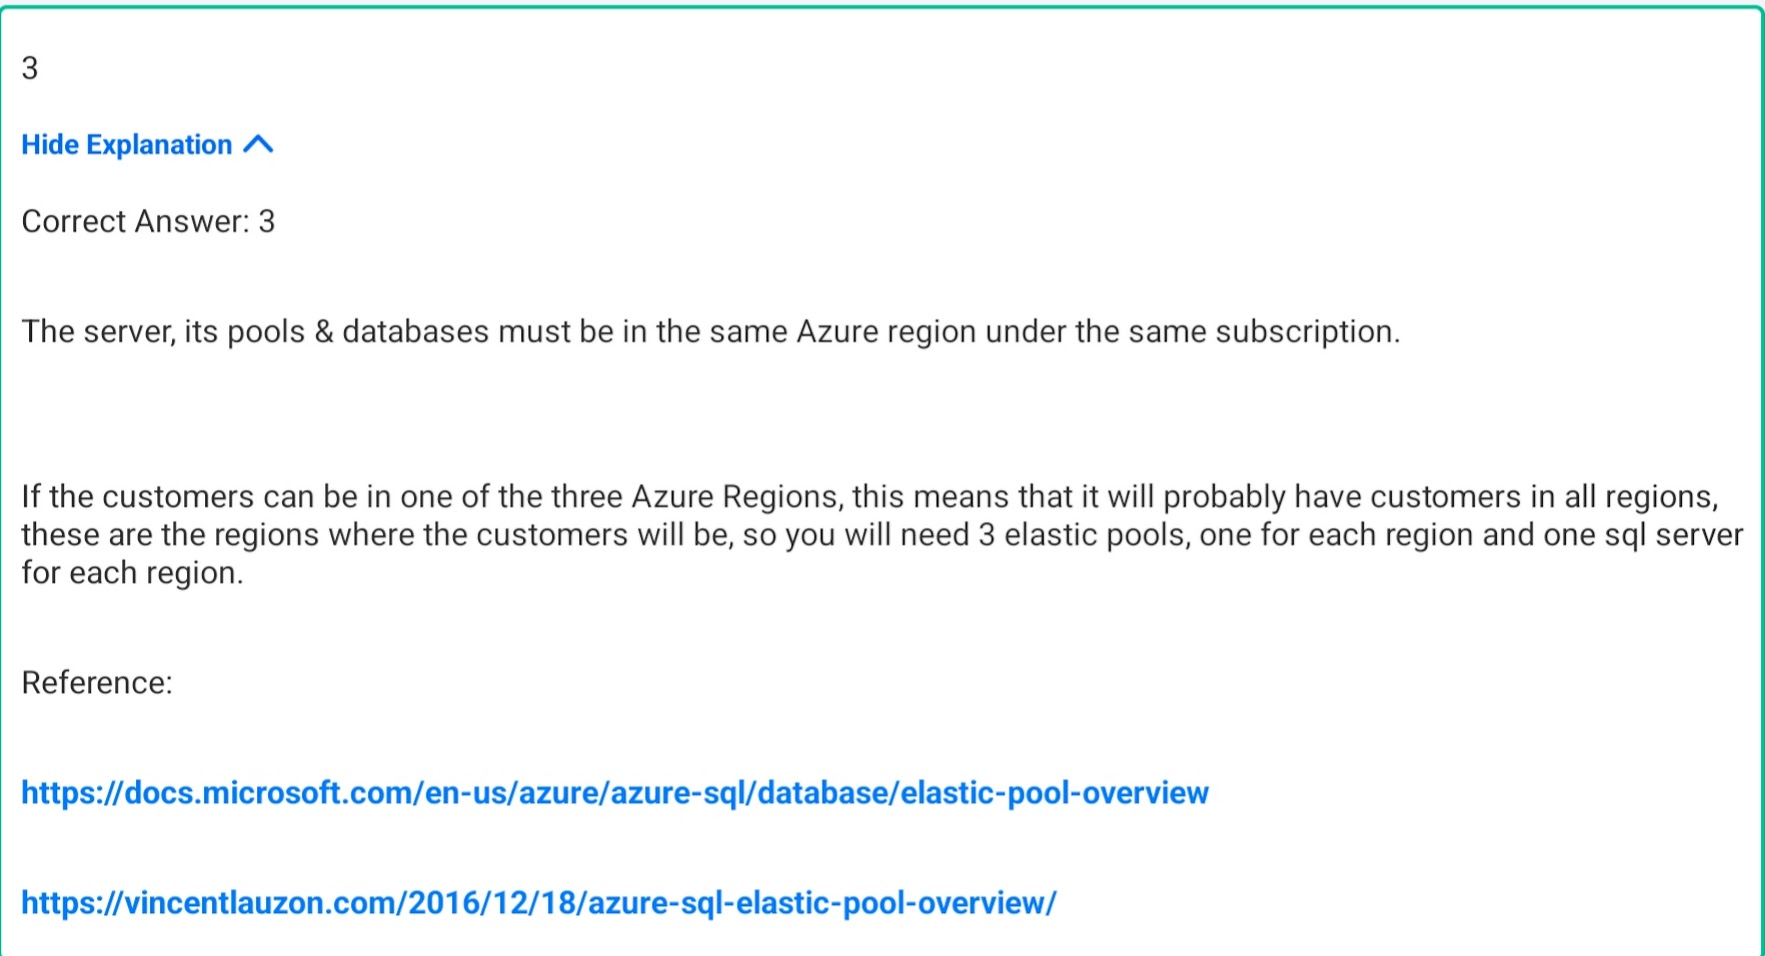 3
Hide Explanation
Correct Answer: 3
The server, its pools & databases must be in the same Azure region under the same subscription.
If the customers can be in one of the three Azure Regions, this means that it will probably have customers in all regions,
these are the regions where the customers will be, so you will need 3 elastic pools, one for each region and one sql server
for each region.
Reference:
https://docs.microsoft.com/en-us/azure/azure-sql/database/elastic-pool-overview
https://vincentlauzon.com/2016/12/18/azure-sql-elastic-pool-overview/